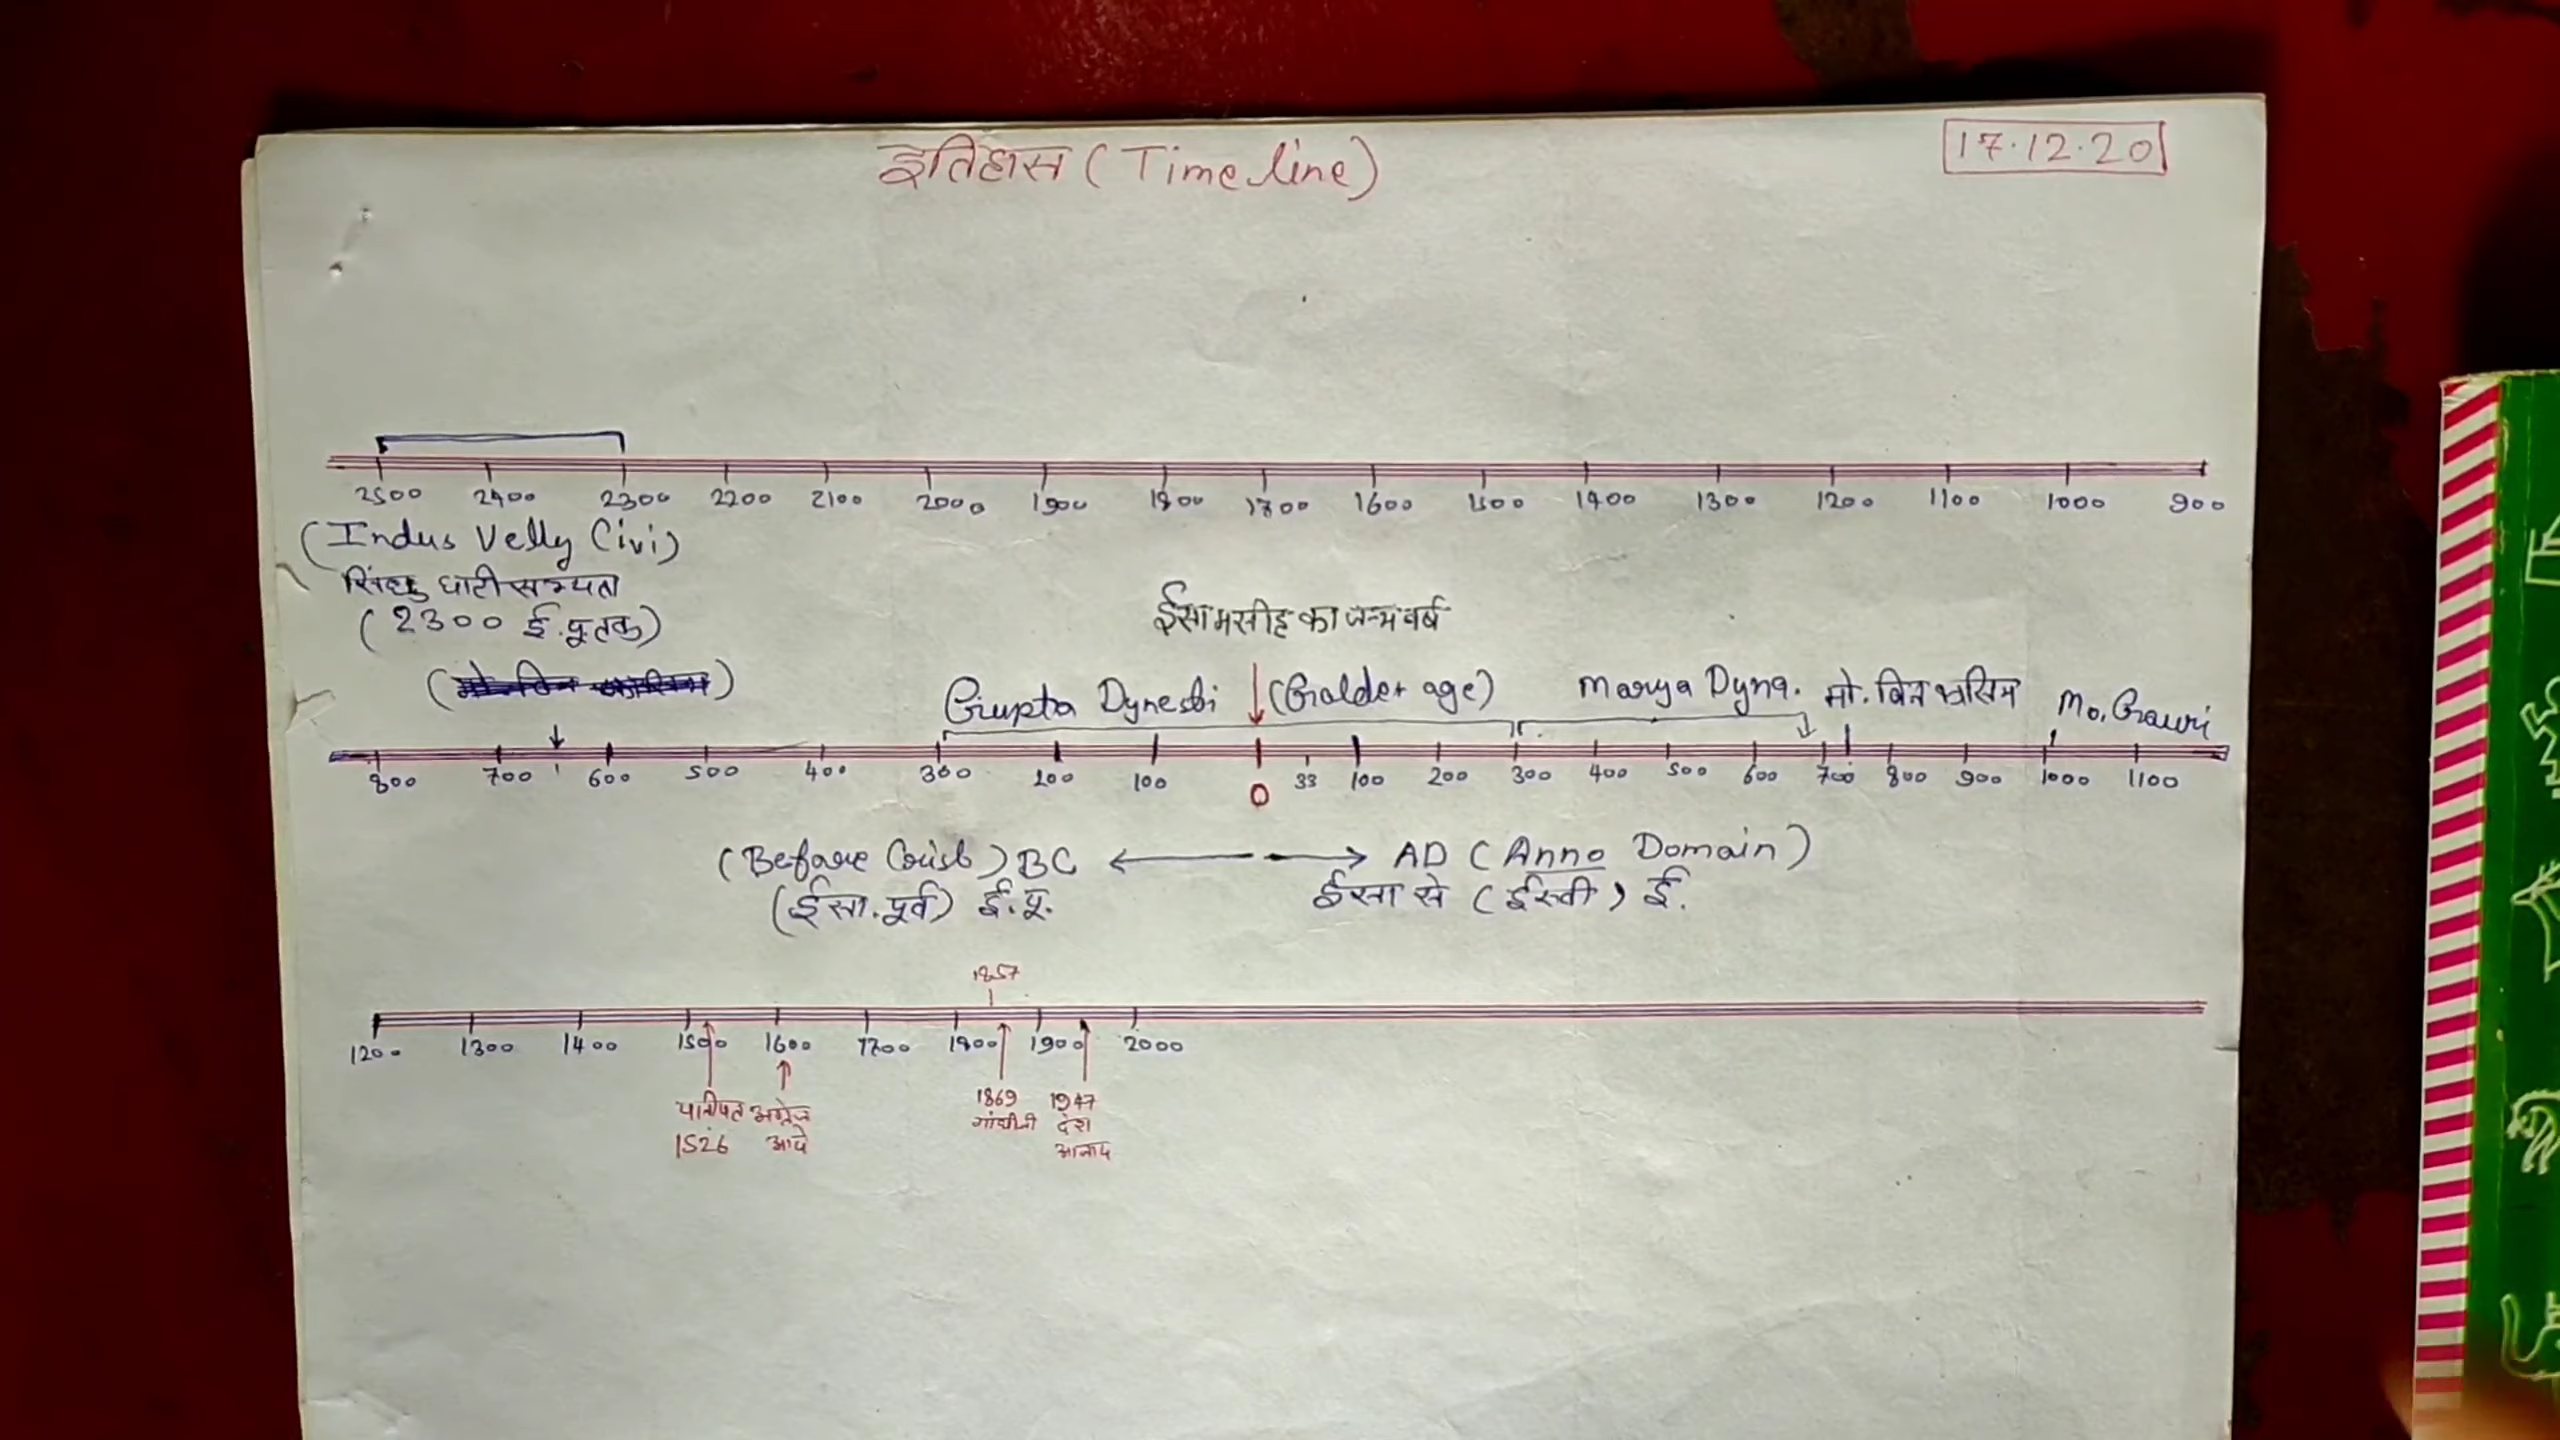 इतिहास (Time line)
17.12.20
2500 2400 2300 2200 2100 2000 1900 1800 1700 1600 1500 1400 1300 1200 1100 1000 900
(Indus Velly Civi)
सिंधु घाटी सभ्यता
(2300 ई.पू तक)
ईसा मसीह का जन्म वर्ष
Giupta Dynesti (Golder age) Marya Dyna. मो. बिन कासिम Mo. Grauri
800 700 600 500 400 300 200 100 0 33 100 200 300 400 500 600 700 800 900 1000 1100
(Before Crist) BC AD (Anno Domain)
(ईसा. पूर्व) ई. पू. ईसा से (ईस्वी) ई.
1857
1200 1300 1400 1500 1600 1700 1800 1900 2000
पानीपत अंग्रेज 1869 1947
1526 आये गांधीजी देश
आजाद